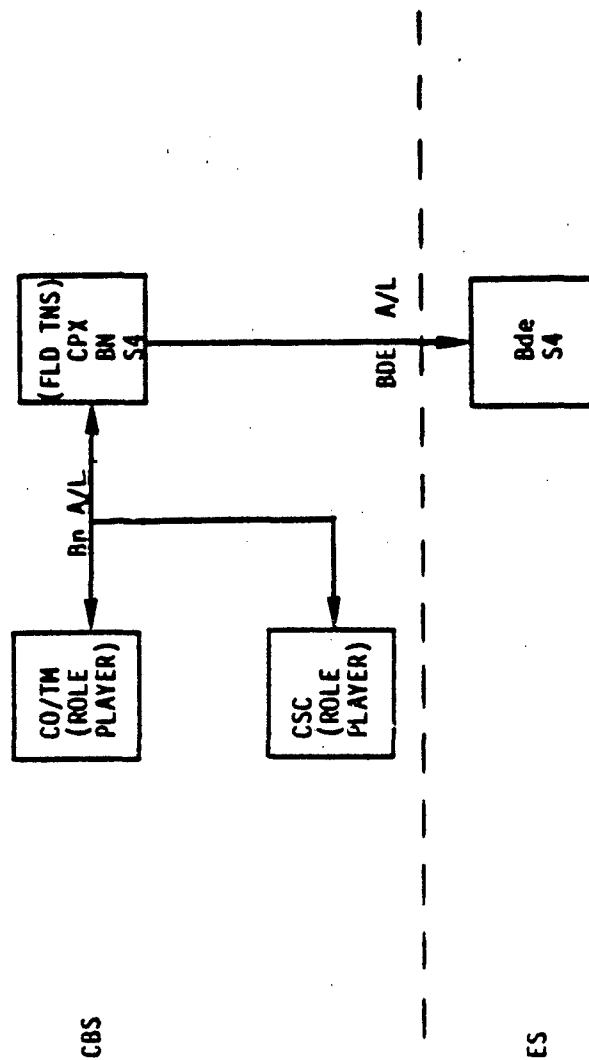 CBS
CO/TM
(ROLE
PLAYER)
Bn A/L
(FLD TNS)
CPX
BN
S4
CSC
(ROLE
PLAYER)
BDE A/L
ES
Bde
S4